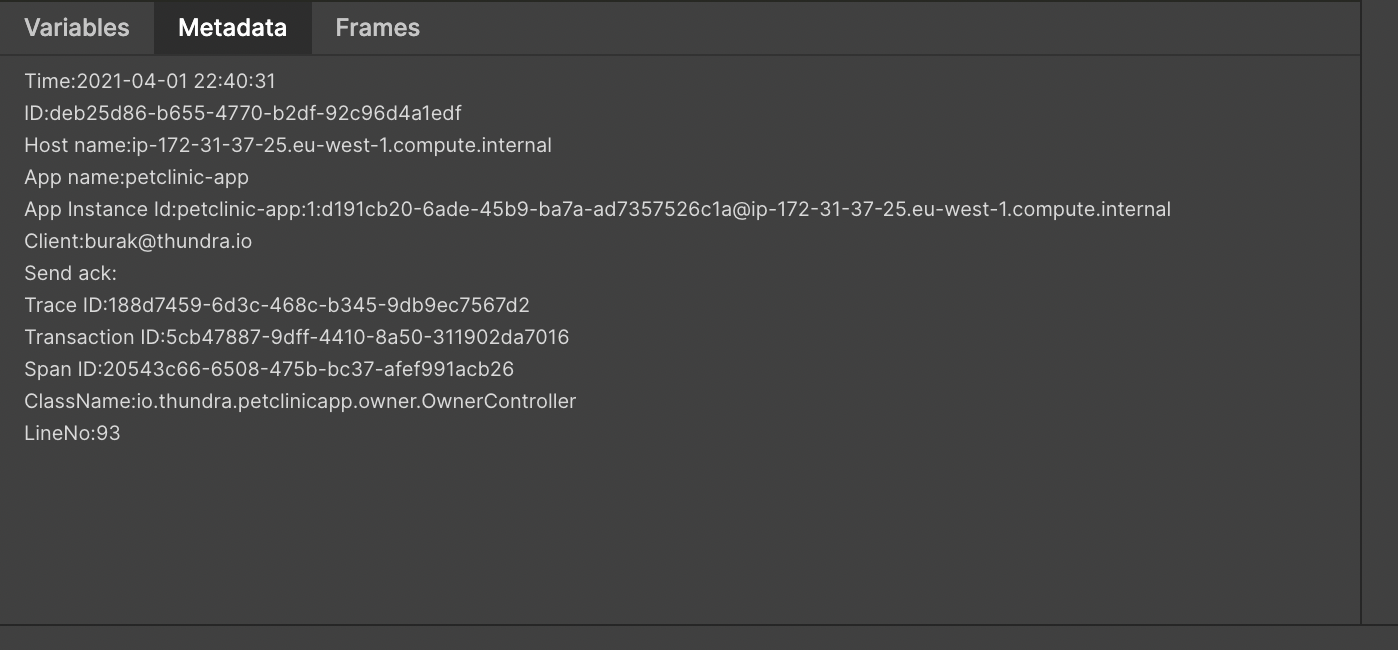 Variables Metadata Frames
Time:2021-04-01 22:40:31
ID:deb25d86-b655-4770-b2df-92c96d4a1edf
Host name:ip-172-31-37-25.eu-west-1.compute.internal
App name:petclinic-app
App Instance Id:petclinic-app:1:d191cb20-6ade-45b9-ba7a-ad7357526c1a@ip-172-31-37-25.eu-west-1.compute.internal
Client:burak@thundra.io
Send ack:
Trace ID:188d7459-6d3c-468c-b345-9db9ec7567d2
Transaction ID:5cb47887-9dff-4410-8a50-311902da7016
Span ID:20543c66-6508-475b-bc37-afef991acb26
ClassName:io.thundra.petclinicapp.owner.OwnerController
LineNo:93